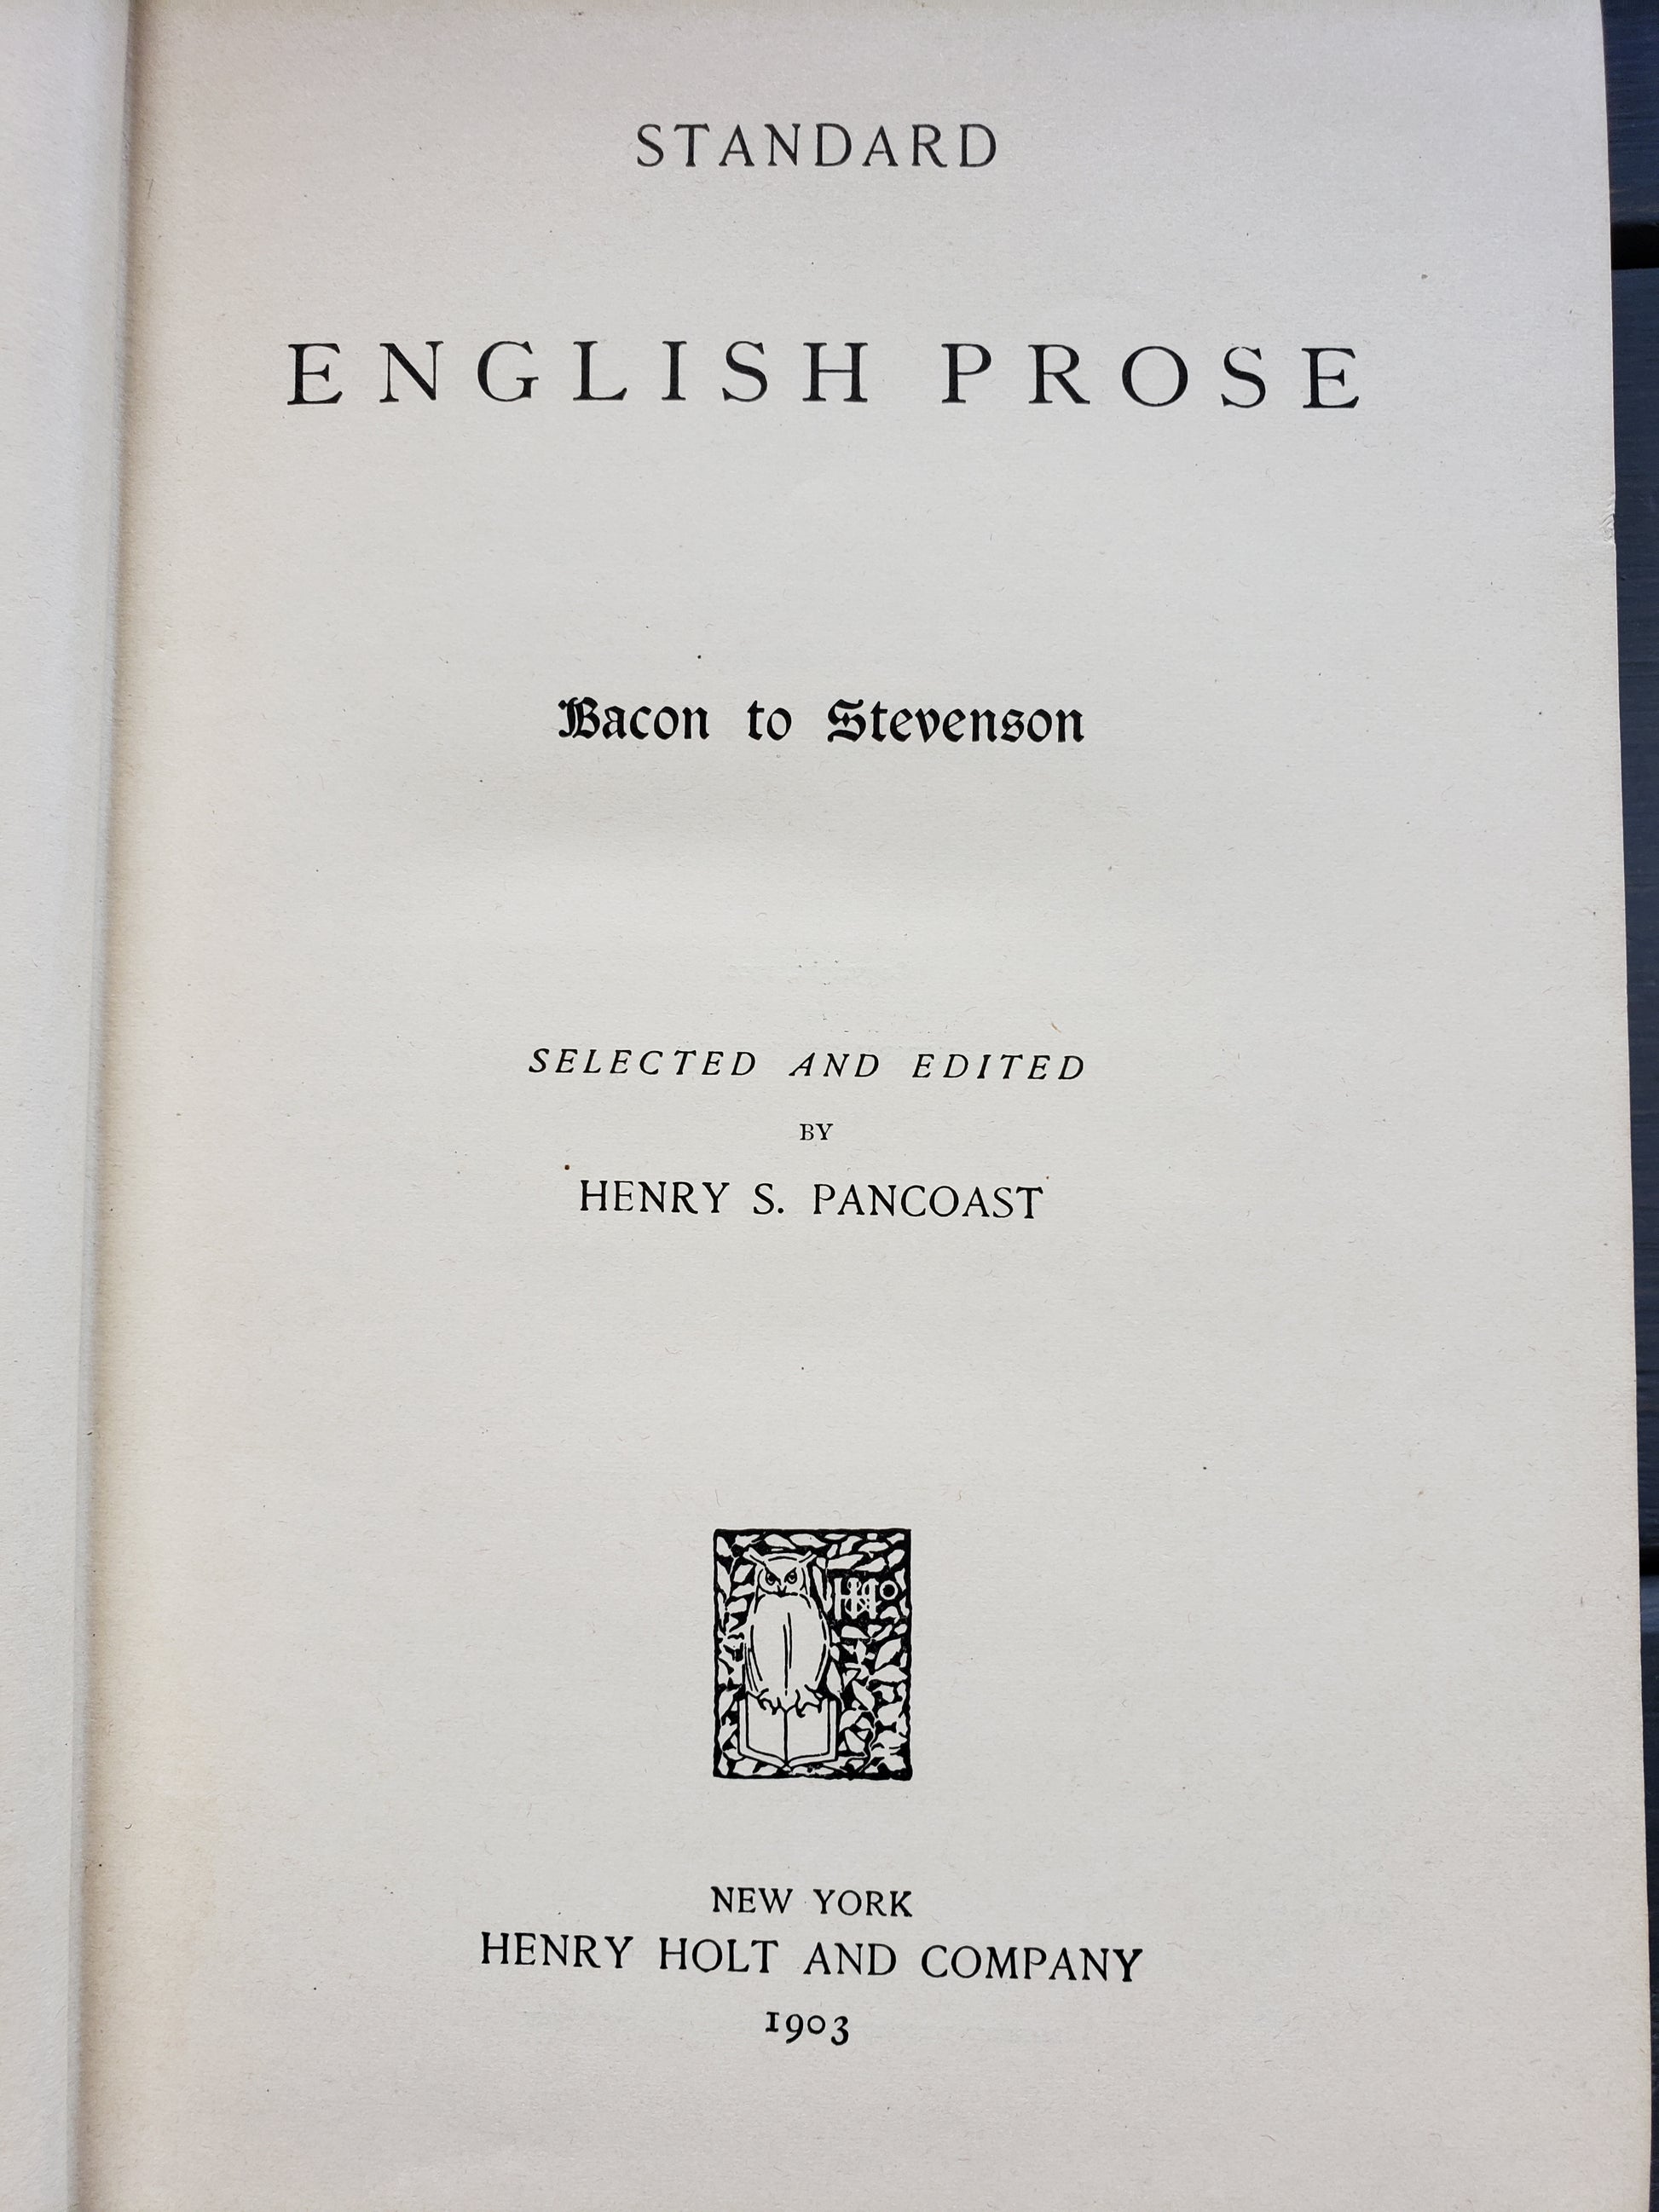 STANDARD
ENGLISH PROSE
Bacon to Stevenson
SELECTED AND EDITED
BY
HENRY S. PANCOAST
NEW YORK
HENRY HOLT AND COMPANY
1903